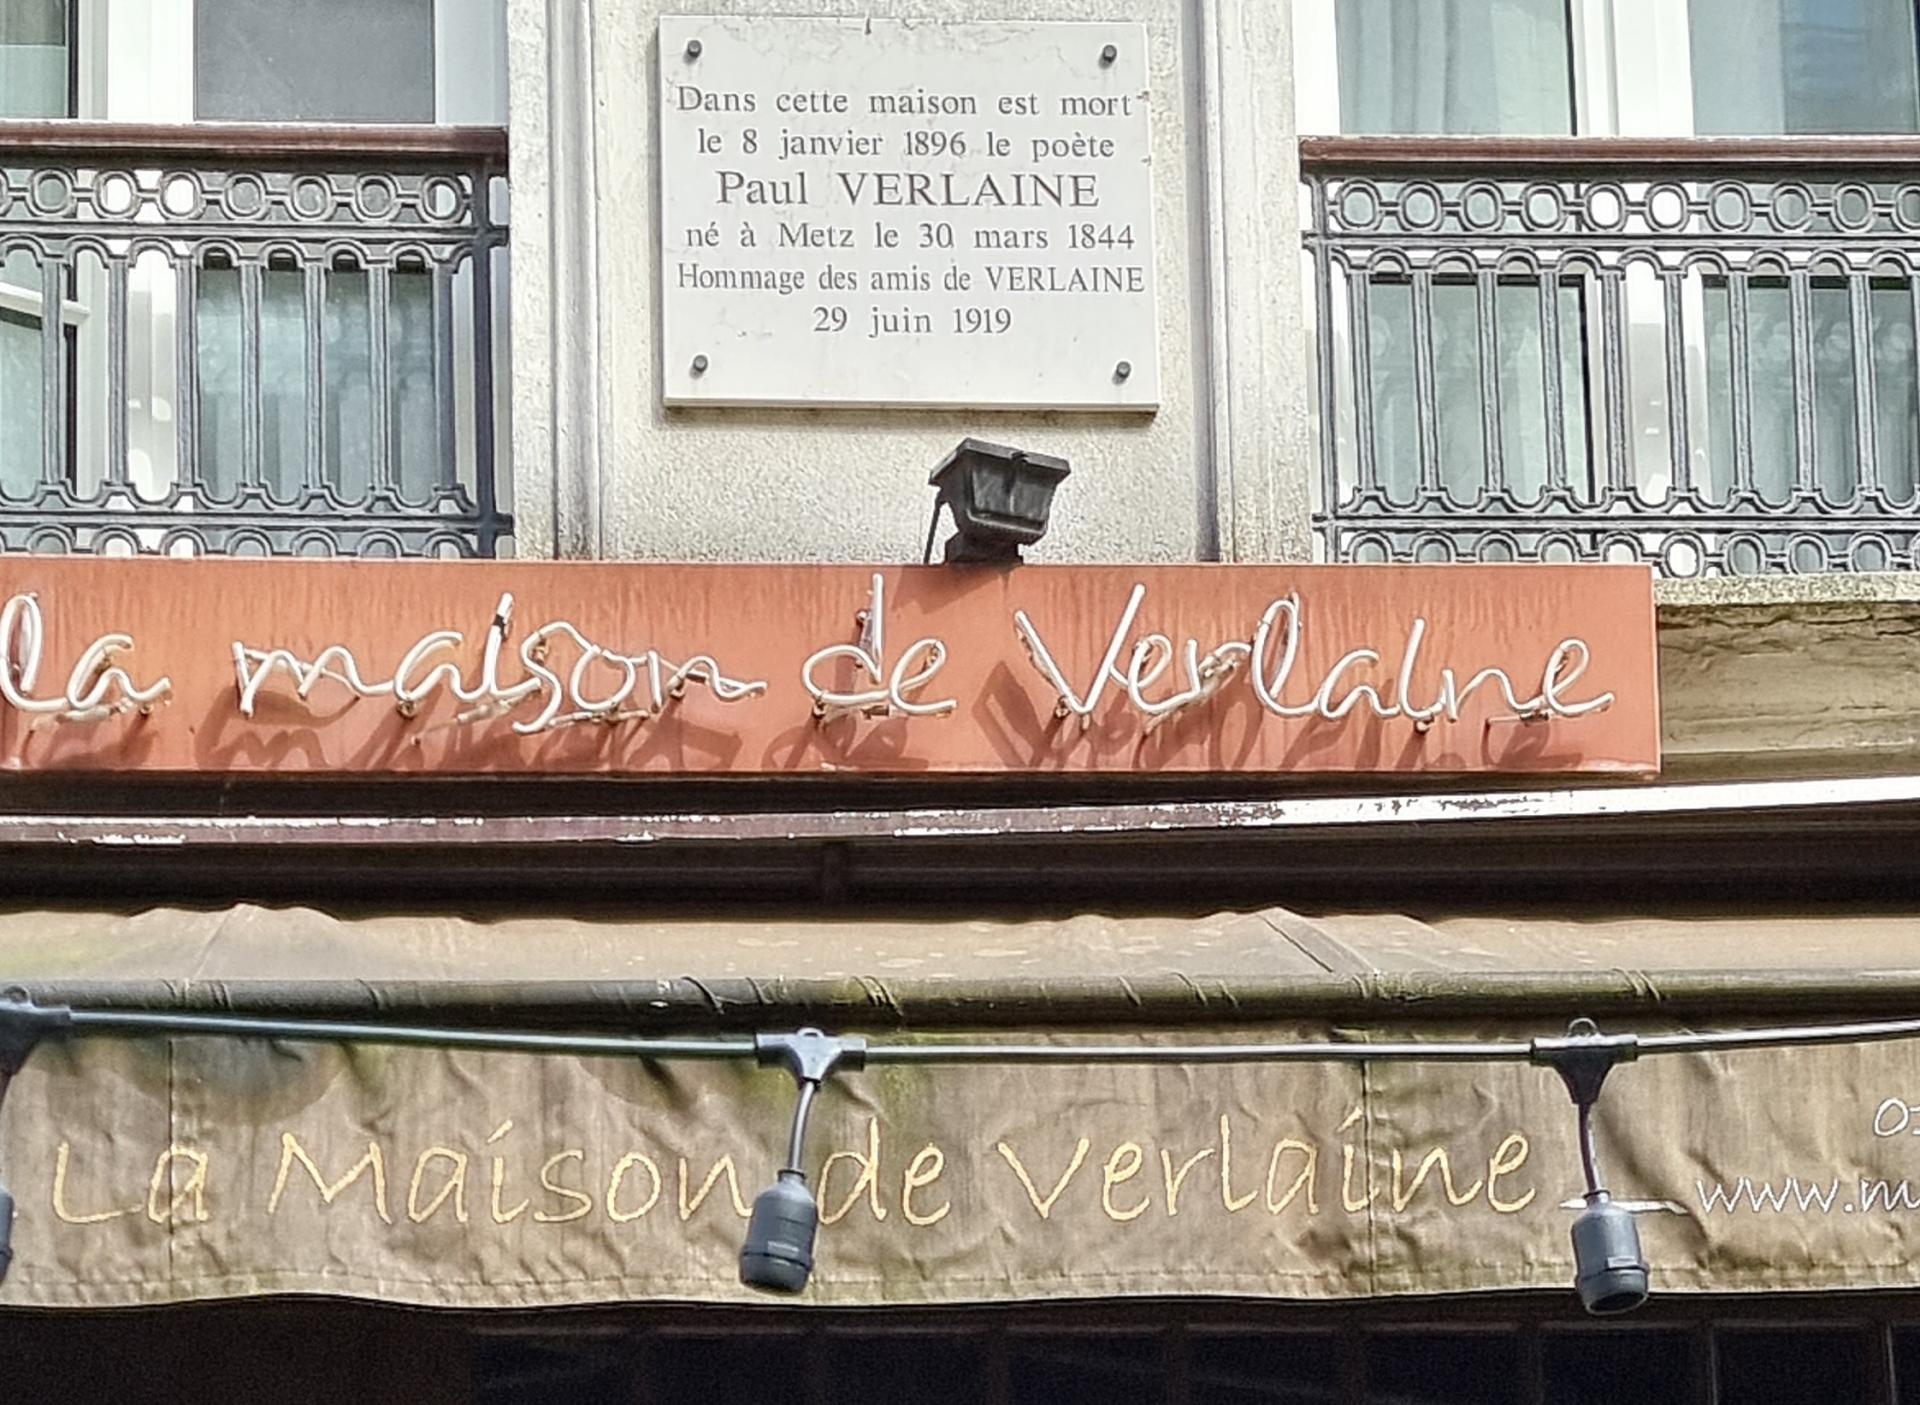 Dans cette maison est mort
le 8 janvier 1896 le poète
Paul VERLAINE
né à Metz le 30 mars 1844
Hommage des amis de VERLAINE
29 juin 1919
la maison de Verlaine
La Maison de Verlaine